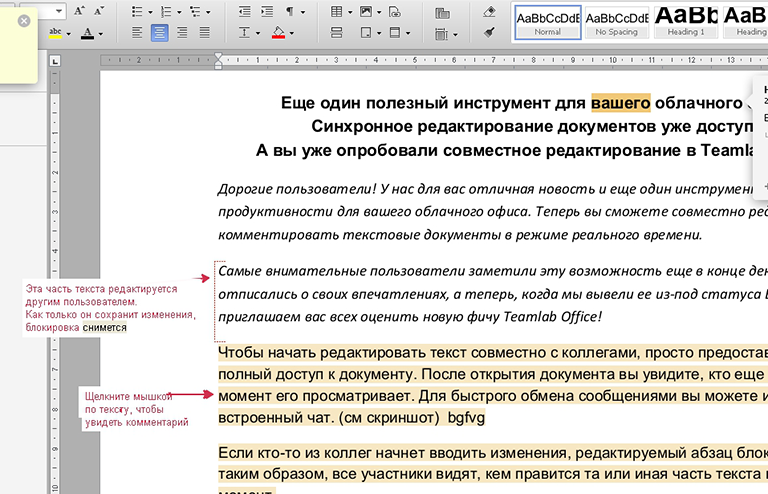 AaBbCcDdE
AaBbCcDdE
AaBb
AaBb
Normal
No Spacing
Heading 1
Heading
Еще один полезный инструмент для вашего облачного
Синхронное редактирование документов уже доступ
А вы уже опробовали совместное редактирование в Teamla
Дорогие пользователи! У нас для вас отличная новость и еще один инструмен
продуктивности для вашего облачного офиса. Теперь вы сможете совместно ред
комментировать текстовые документы в режиме реального времени.
Самые внимательные пользователи заметили эту возможность еще в конце дек
отписались о своих впечатлениях, а теперь, когда мы вывели ее из-под статуса
приглашаем вас всех оценить новую фичу Teamlab Office!
Эта часть текста редактируется
другим пользователем.
Как только он сохранит изменения,
блокировка снимется
Чтобы начать редактировать текст совместно с коллегами, просто предостав
полный доступ к документу. После открытия документа вы увидите, кто еще
момент его просматривает. Для быстрого обмена сообщениями вы можете и
встроенный чат. (см скриншот) bgfvg
Щелкните мышкой
по тексту, чтобы
увидеть комментарий
Если кто-то из коллег начнет вводить изменения, редактируемый абзац блок
таким образом, все участники видят, кем правится та или иная часть текста
момент.